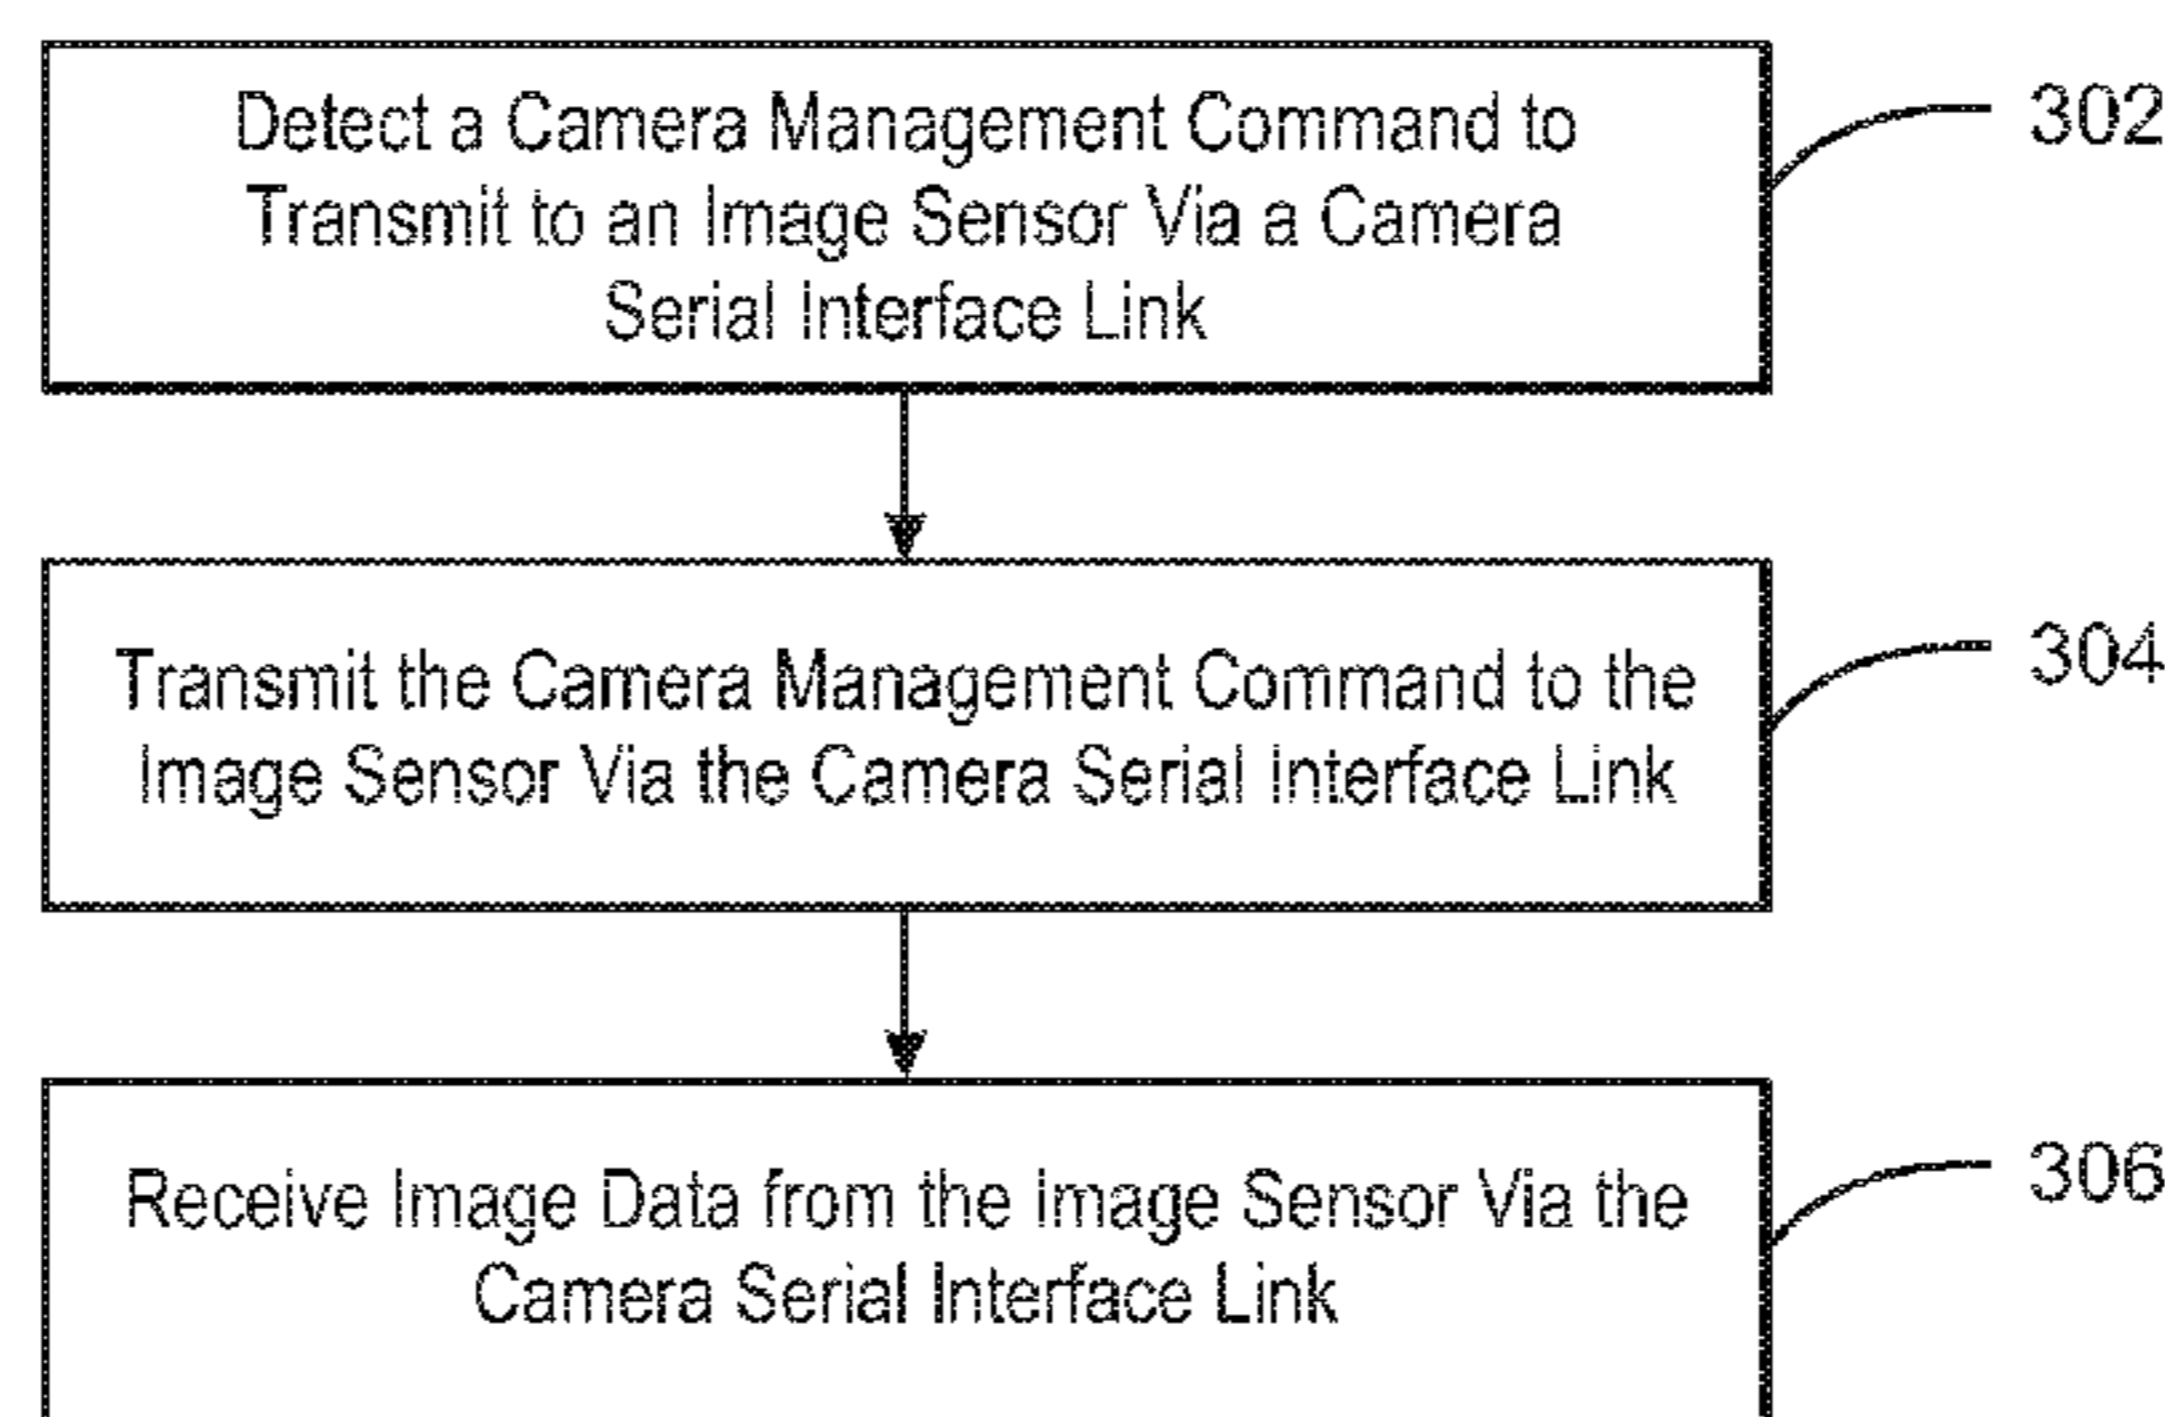 Detect a Camera Management Command to
Transmit to an Image Sensor Via a Camera
Serial Interface Link
302
Transmit the Camera Management Command to the
Image Sensor Via the Camera Serial Interface Link
304
Receive Image Data from the Image Sensor Via the
Camera Serial Interface Link
306